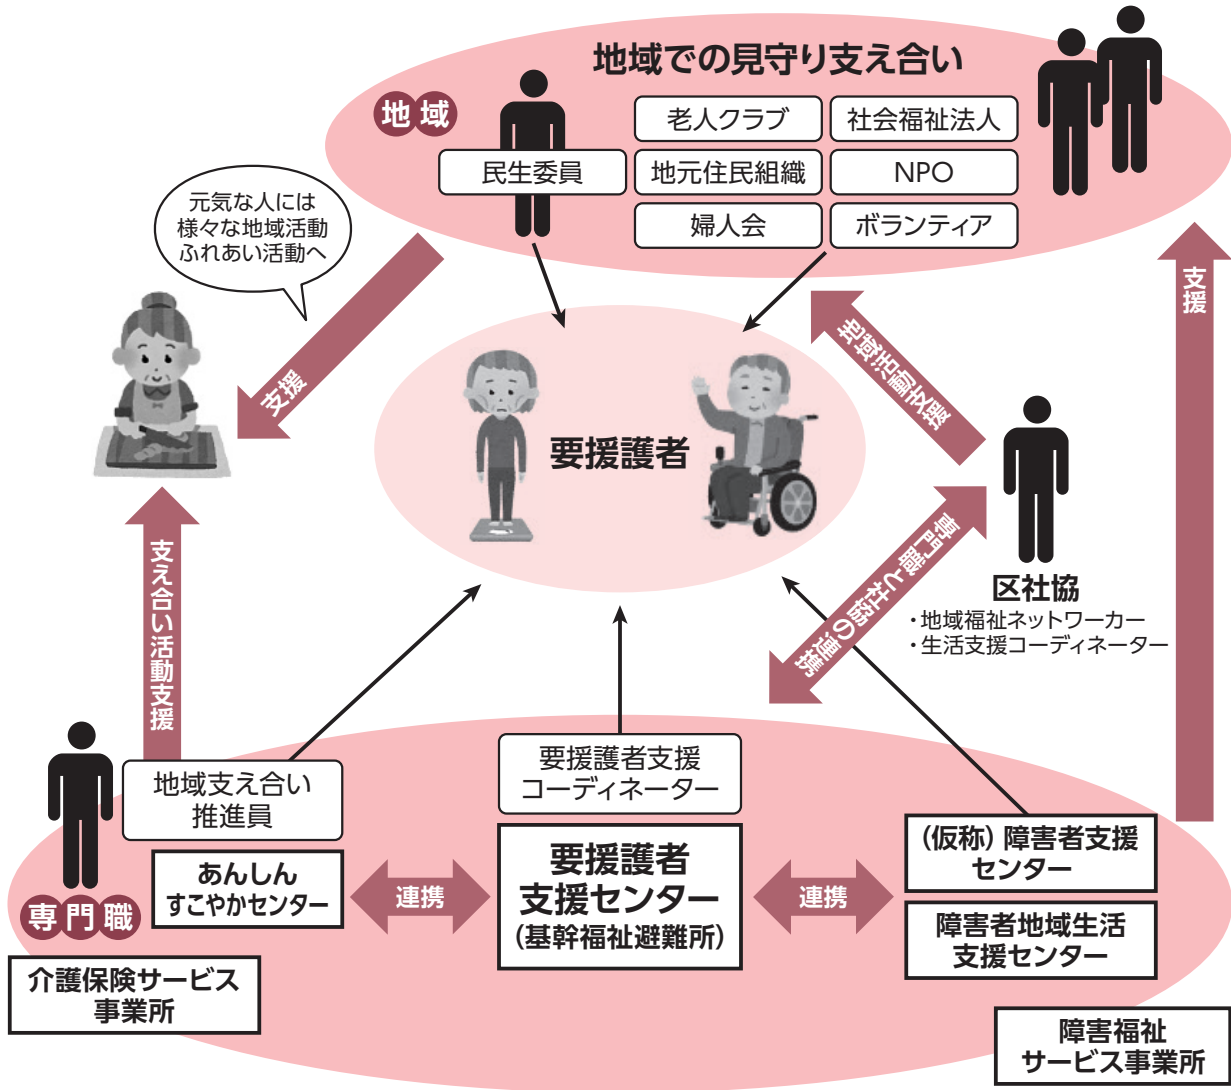 地域での見守り支え合い
地域
老人クラブ
社会福祉法人
民生委員
地元住民組織
NPO
婦人会
ボランティア
元気な人には
様々な地域活動
ふれあい活動へ
支援
支援
地域活動支援
要援護者
専門職と社協の連携
区社協
・地域福祉ネットワーカー
・生活支援コーディネーター
支え合い活動支援
地域支え合い
推進員
要援護者支援
コーディネーター
あんしん
すこやかセンター
連携
要援護者
支援センター
(基幹福祉避難所)
連携
(仮称)障害者支援
センター
障害者地域生活
支援センター
専門職
介護保険サービス
事業所
障害福祉
サービス事業所